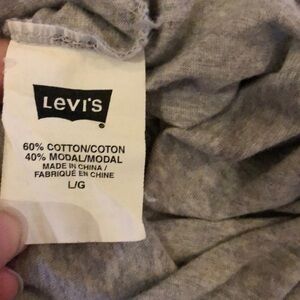 LEVI'S
60% COTTON/COTON
40% MODAL/MODAL
MADE IN CHINA /
FABRIQUÉ EN CHINE
L/G